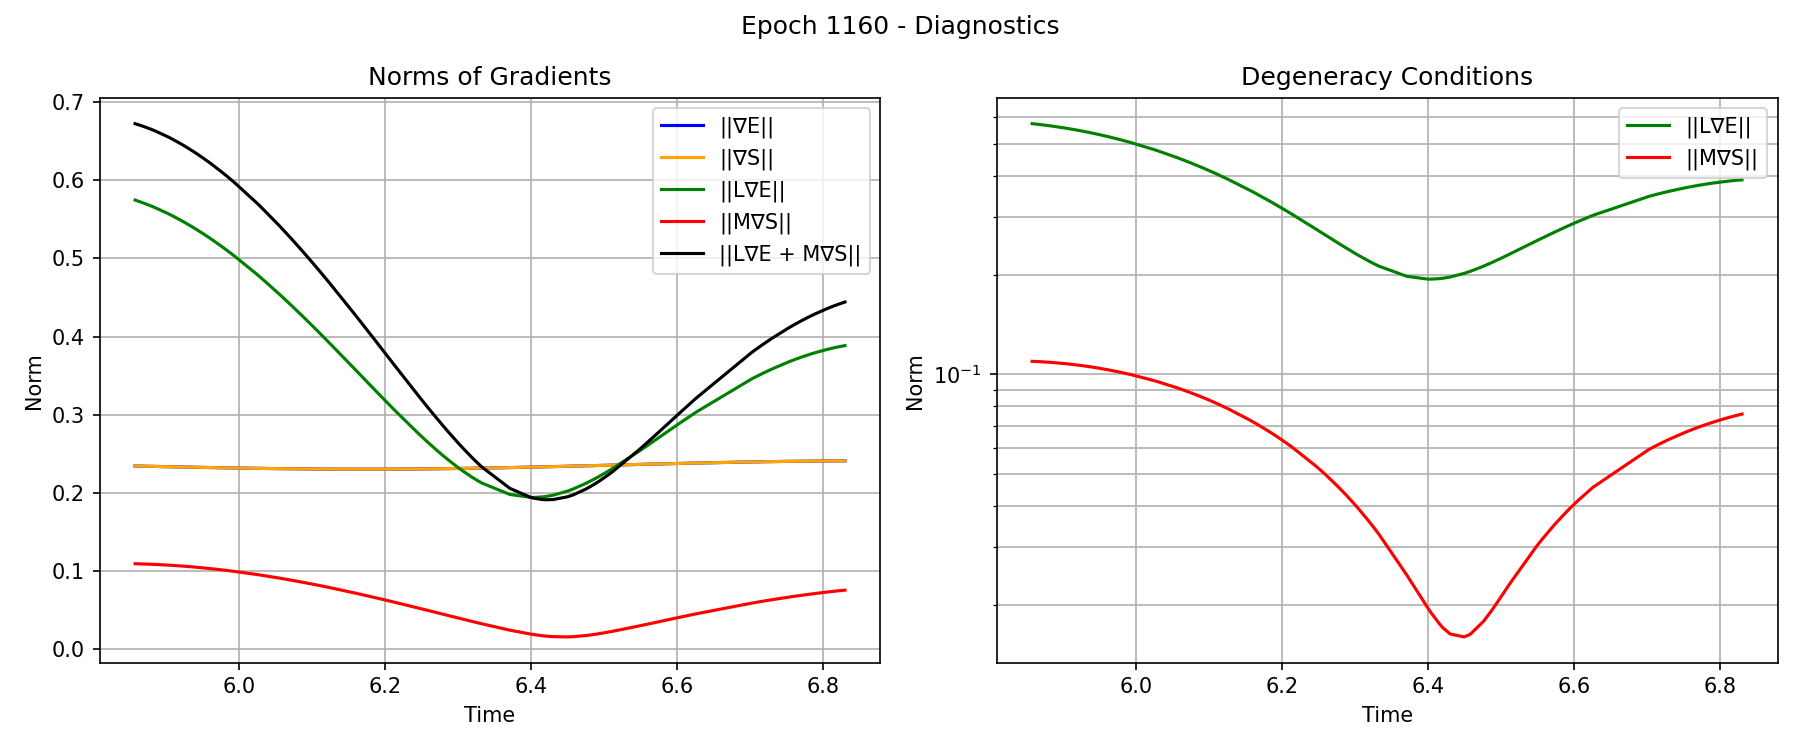 Epoch 1160 - Diagnostics
Norms of Gradients
Norm
0.7
0.6
0.5
0.4
0.3
0.2
0.1
0.0
||∇E||
||∇S||
||L∇E||
||M∇S||
||L∇E + M∇S||
6.0 6.2 6.4 6.6 6.8
Time
Degeneracy Conditions
Norm
10⁻¹
||L∇E||
||M∇S||
6.0 6.2 6.4 6.6 6.8
Time